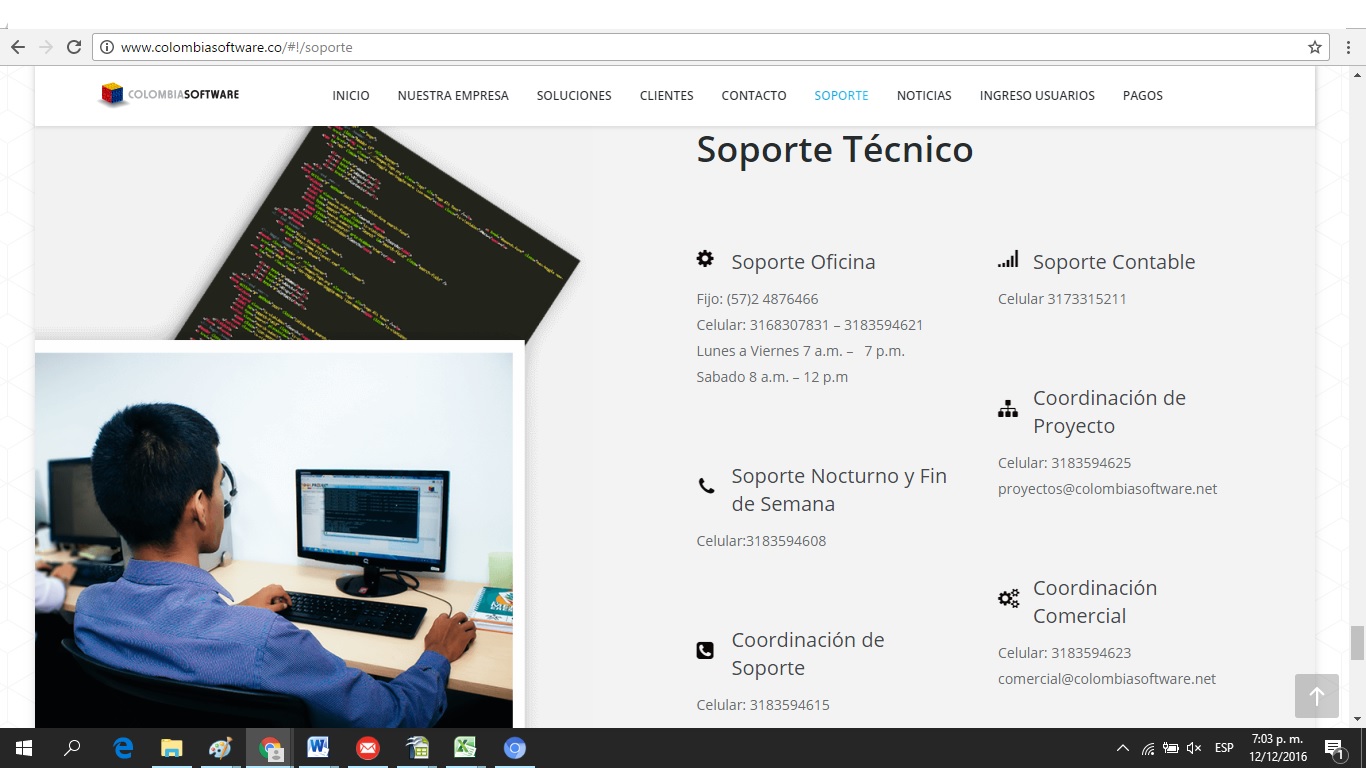 www.colombiasoftware.co/#!/soporte
COLOMBIASOFTWARE
INICIO NUESTRA EMPRESA SOLUCIONES CLIENTES CONTACTO SOPORTE NOTICIAS INGRESO USUARIOS PAGOS
Soporte Técnico
Soporte Oficina
Fijo: (57)2 4876466
Celular: 3168307831 – 3183594621
Lunes a Viernes 7 a.m. – 7 p.m.
Sabado 8 a.m. – 12 p.m
Soporte Nocturno y Fin
de Semana
Celular:3183594608
Coordinación de
Soporte
Celular: 3183594615
Soporte Contable
Celular 3173315211
Coordinación de
Proyecto
Celular: 3183594625
proyectos@colombiasoftware.net
Coordinación
Comercial
Celular: 3183594623
comercial@colombiasoftware.net
ESP
7:03 p. m.
12/12/2016
1